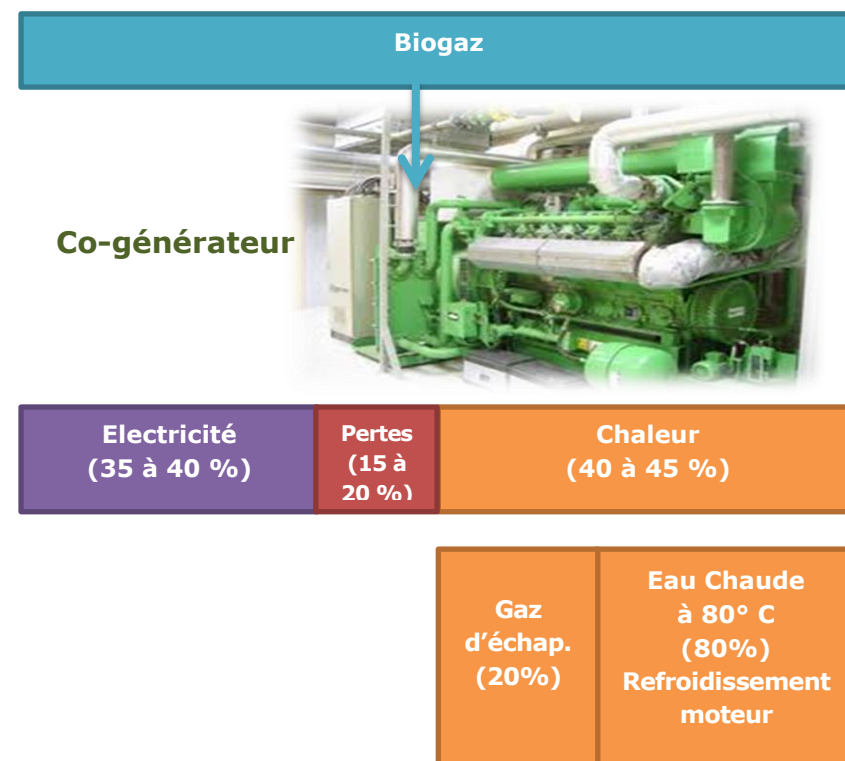 Biogaz
Co-générateur
Electricité
(35 à 40 %)
Pertes
(15 à
20 %)
Chaleur
(40 à 45 %)
Gaz
d’échap.
(20%)
Eau Chaude
à 80° C
(80%)
Refroidissement
moteur